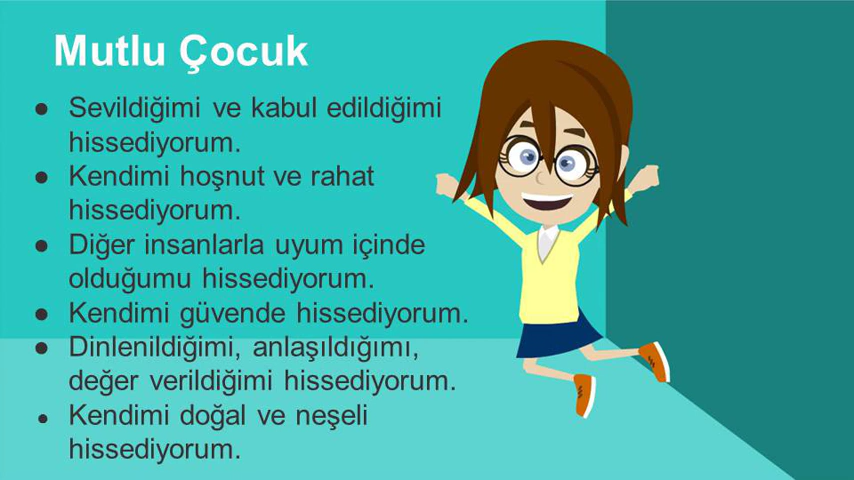 Mutlu Çocuk
● Sevildiğimi ve kabul edildiğimi
hissediyorum.
● Kendimi hoşnut ve rahat
hissediyorum.
● Diğer insanlarla uyum içinde
olduğumu hissediyorum.
● Kendimi güvende hissediyorum.
● Dinlenildiğimi, anlaşıldığımı,
değer verildiğimi hissediyorum.
● Kendimi doğal ve neşeli
hissediyorum.